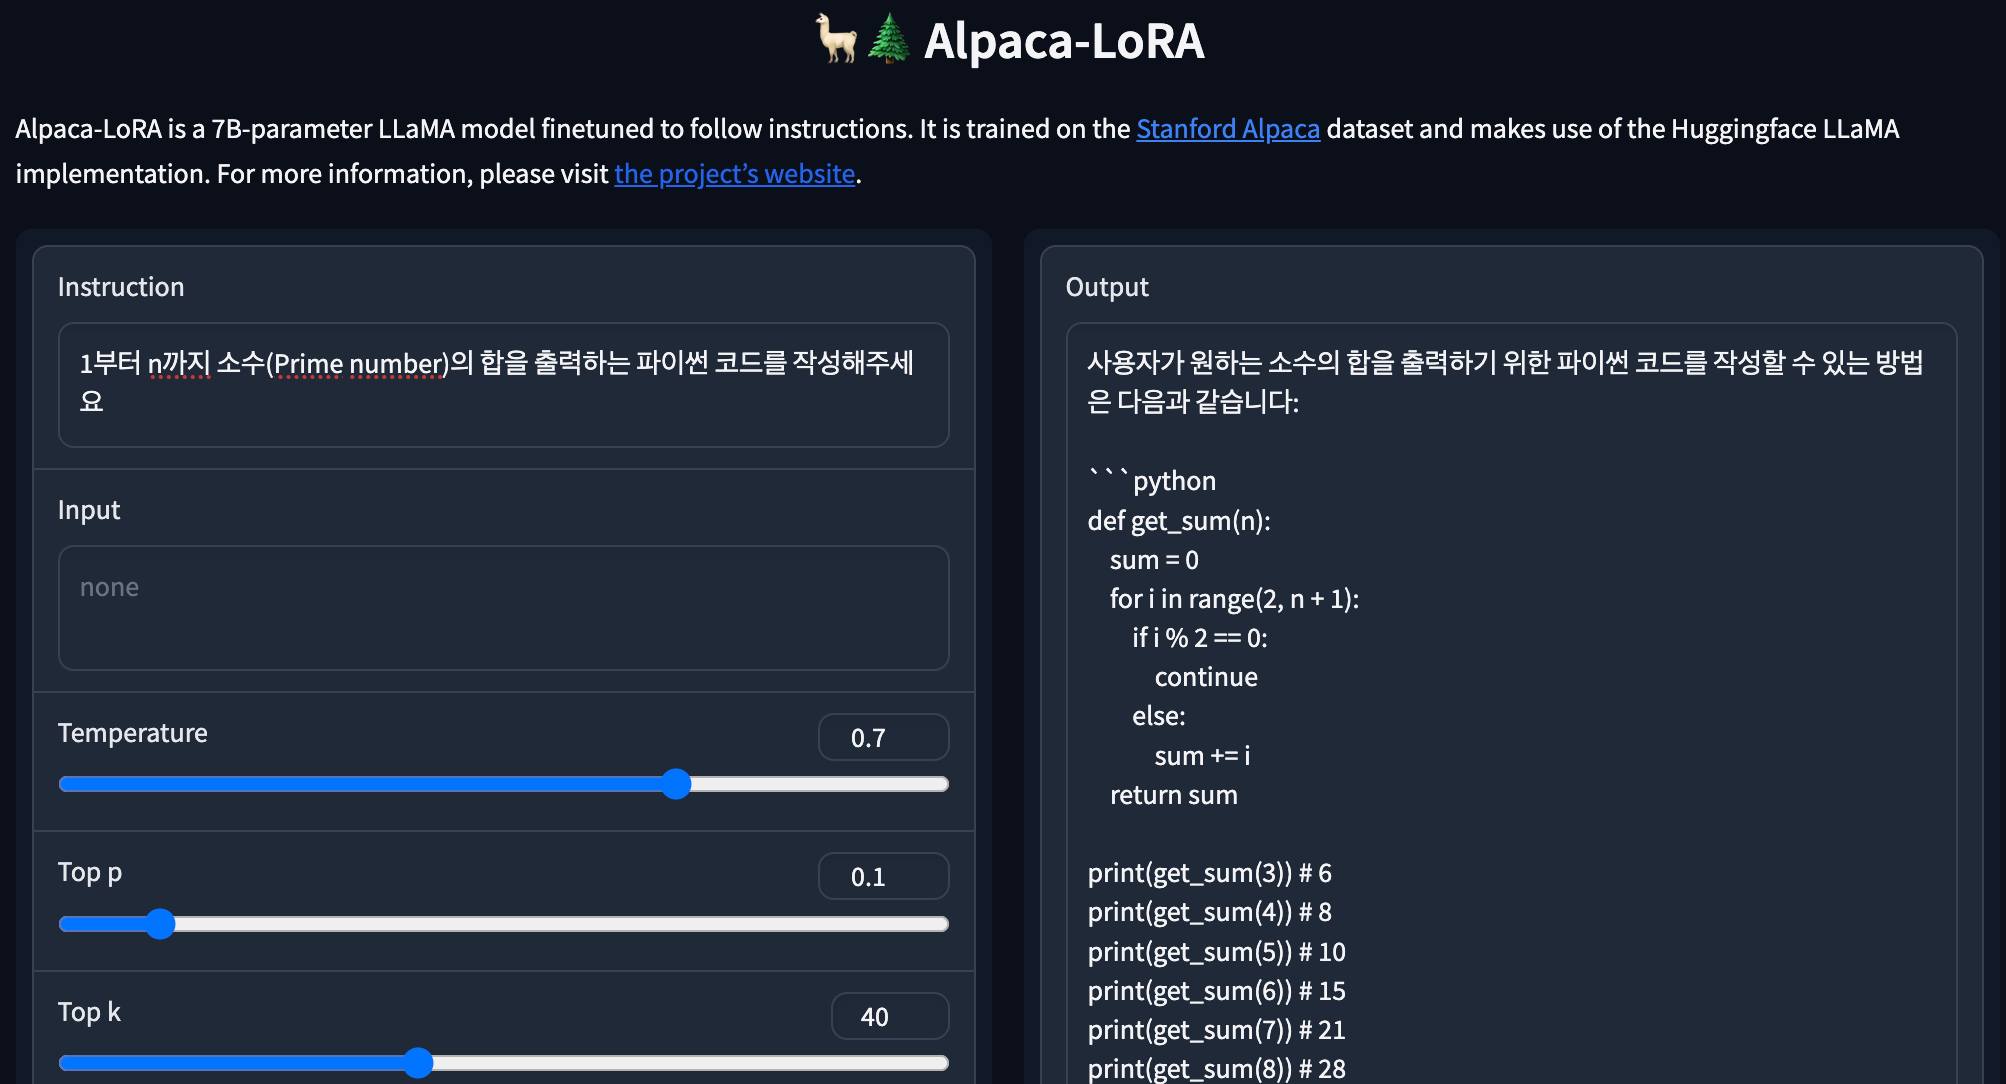 🦙🌲 Alpaca-LoRA
Alpaca-LoRA is a 7B-parameter LLaMA model finetuned to follow instructions. It is trained on the Stanford Alpaca dataset and makes use of the Huggingface LLaMA
implementation. For more information, please visit the project's website.
Instruction
1부터 n까지 소수(Prime number)의 합을 출력하는 파이썬 코드를 작성해주세
요
Input
none
Temperature
0.7
Top p
0.1
Top k
40
Output
사용자가 원하는 소수의 합을 출력하기 위한 파이썬 코드를 작성할 수 있는 방법
은 다음과 같습니다:
```python
def get_sum(n):
    sum = 0
    for i in range(2, n + 1):
        if i % 2 == 0:
            continue
        else:
            sum += i
    return sum
print(get_sum(3)) # 6
print(get_sum(4)) # 8
print(get_sum(5)) # 10
print(get_sum(6)) # 15
print(get_sum(7)) # 21
print(get_sum(8)) # 28